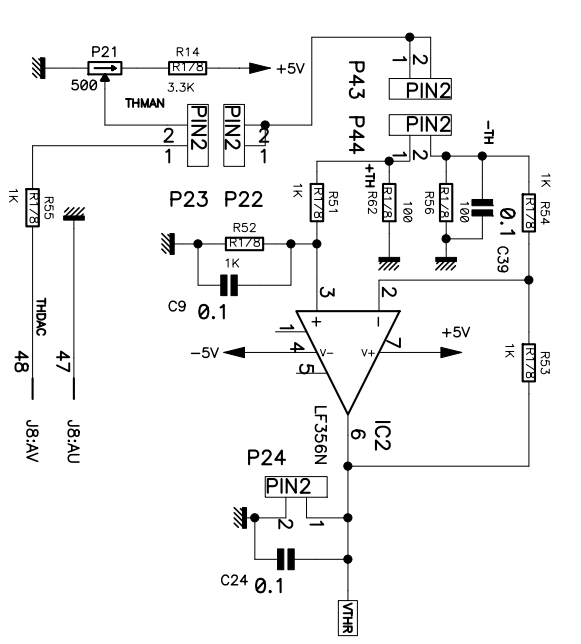 P21
R14
R1/8
+5V
500
3.3K
THMAN
2
1
PIN2
PIN2
2
1
P23
P22
P43
1
2
PIN2
P44
PIN2
1
2
-TH
+TH
R62
R1/8
100
R56
R1/8
100
0.1
C39
1K
R54
R1/8
R51
R1/8
1K
R55
R1/8
1K
R52
R1/8
1K
C9
0.1
THDAC
48
47
J8:AV
J8:AU
3
2
+
-
1
4
5
V-
V+
7
-5V
+5V
R53
R1/8
1K
LF356N
6
IC2
P24
PIN2
2
1
C24
0.1
VTHR